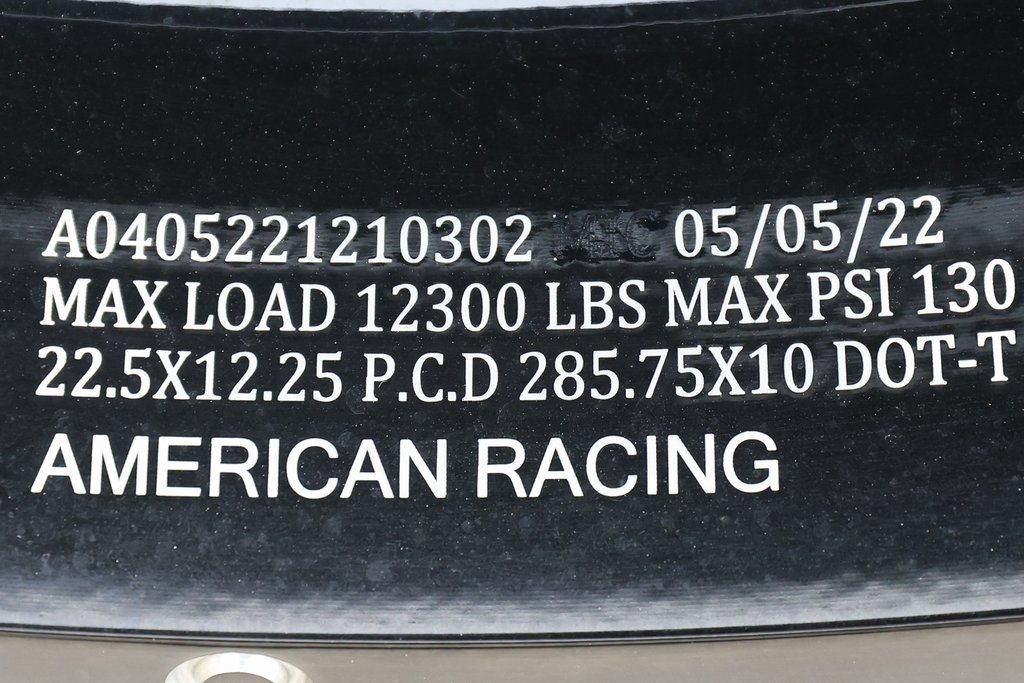 A0405221210302 05/05/22
MAX LOAD 12300 LBS MAX PSI 130
22.5X12.25 P.C.D 285.75X10 DOT-T
AMERICAN RACING